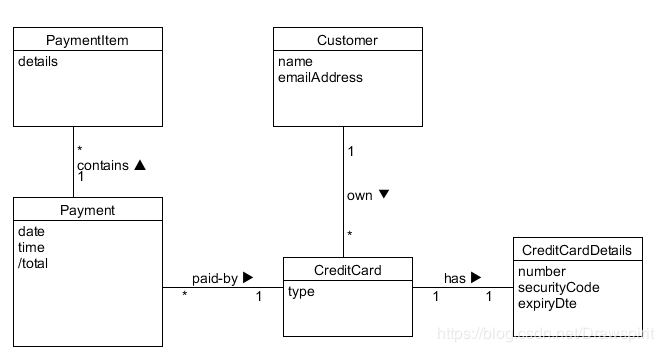 PaymentItem
details
Customer
name
emailAddress
*
contains ▲
1
1
own ▼
*
Payment
date
time
/total
paid-by ▶
*
1
CreditCard
type
has ▶
1
1
CreditCardDetails
number
securityCode
expiryDte
https://blog.csdn.net/Drawspirit